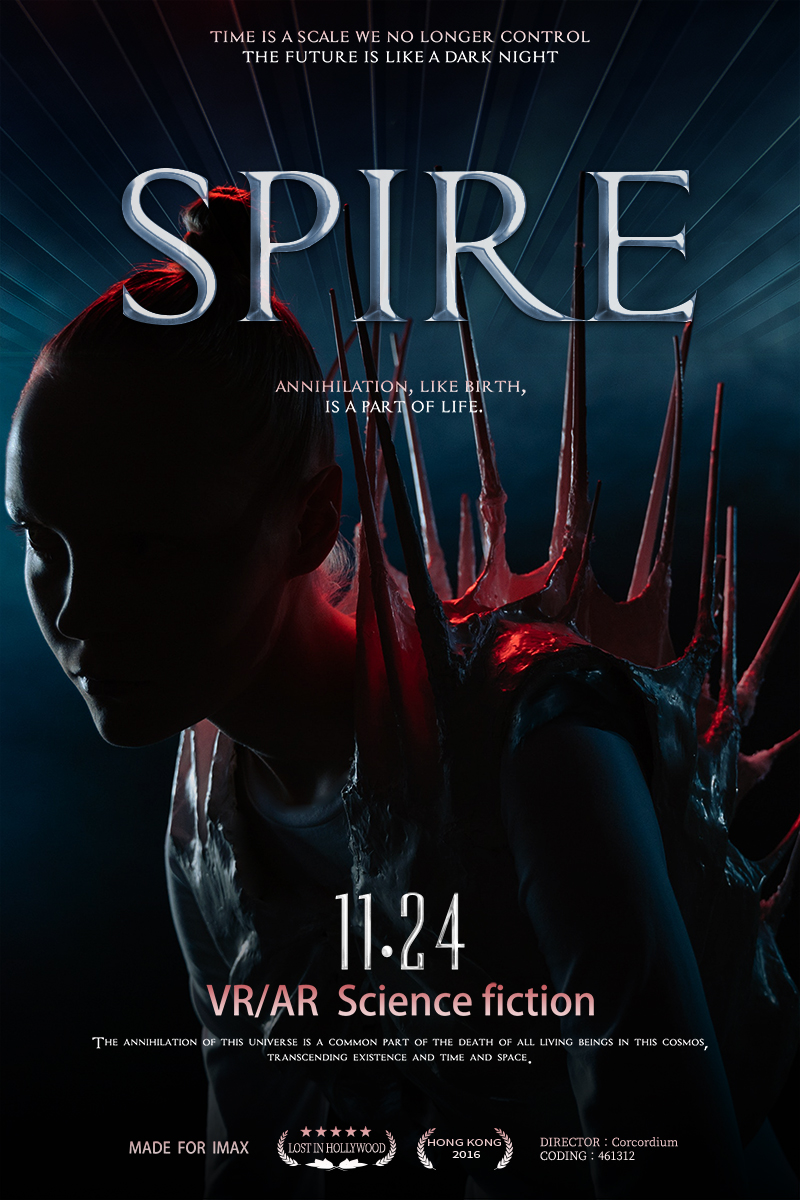 TIME IS A SCALE WE NO LONGER CONTROL
THE FUTURE IS LIKE A DARK NIGHT
SPIRE
ANNIHILATION, LIKE BIRTH,
IS A PART OF LIFE.
11.24
VR/AR Science fiction
The annihilation of this universe is a common part of the death of all living beings in this cosmos,
transcending existence and time and space.
MADE FOR IMAX
★★★★★
LOST IN HOLLYWOOD
HONG KONG
2016
DIRECTOR : Corcordium
CODING : 461312